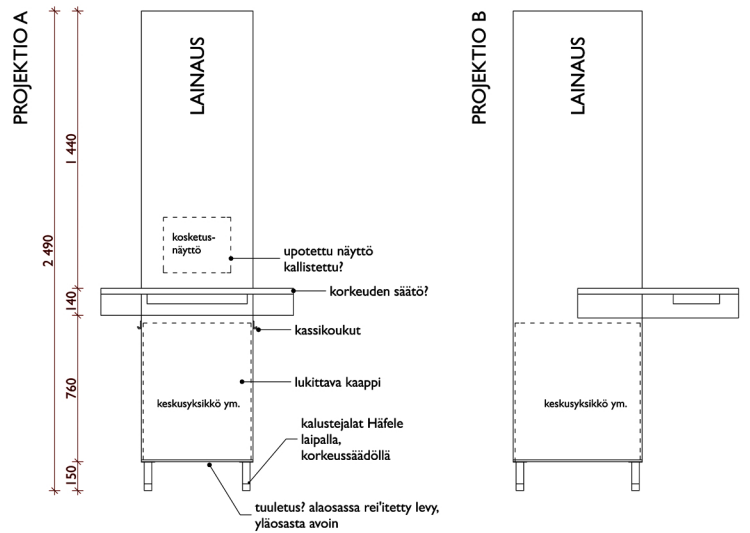 PROJEKTIO A
LAINAUS
1 440
2 490
140
760
150
kosketus-
näyttö
upotettu näyttö
kallistettu?
korkeuden säätö?
kassikoukut
lukittava kaappi
keskusyksikkö ym.
kalustejalat Häfele
laipalla,
korkeussäädöllä
tuuletus? alaosassa rei'itetty levy,
yläosasta avoin
PROJEKTIO B
LAINAUS
keskusyksikkö ym.